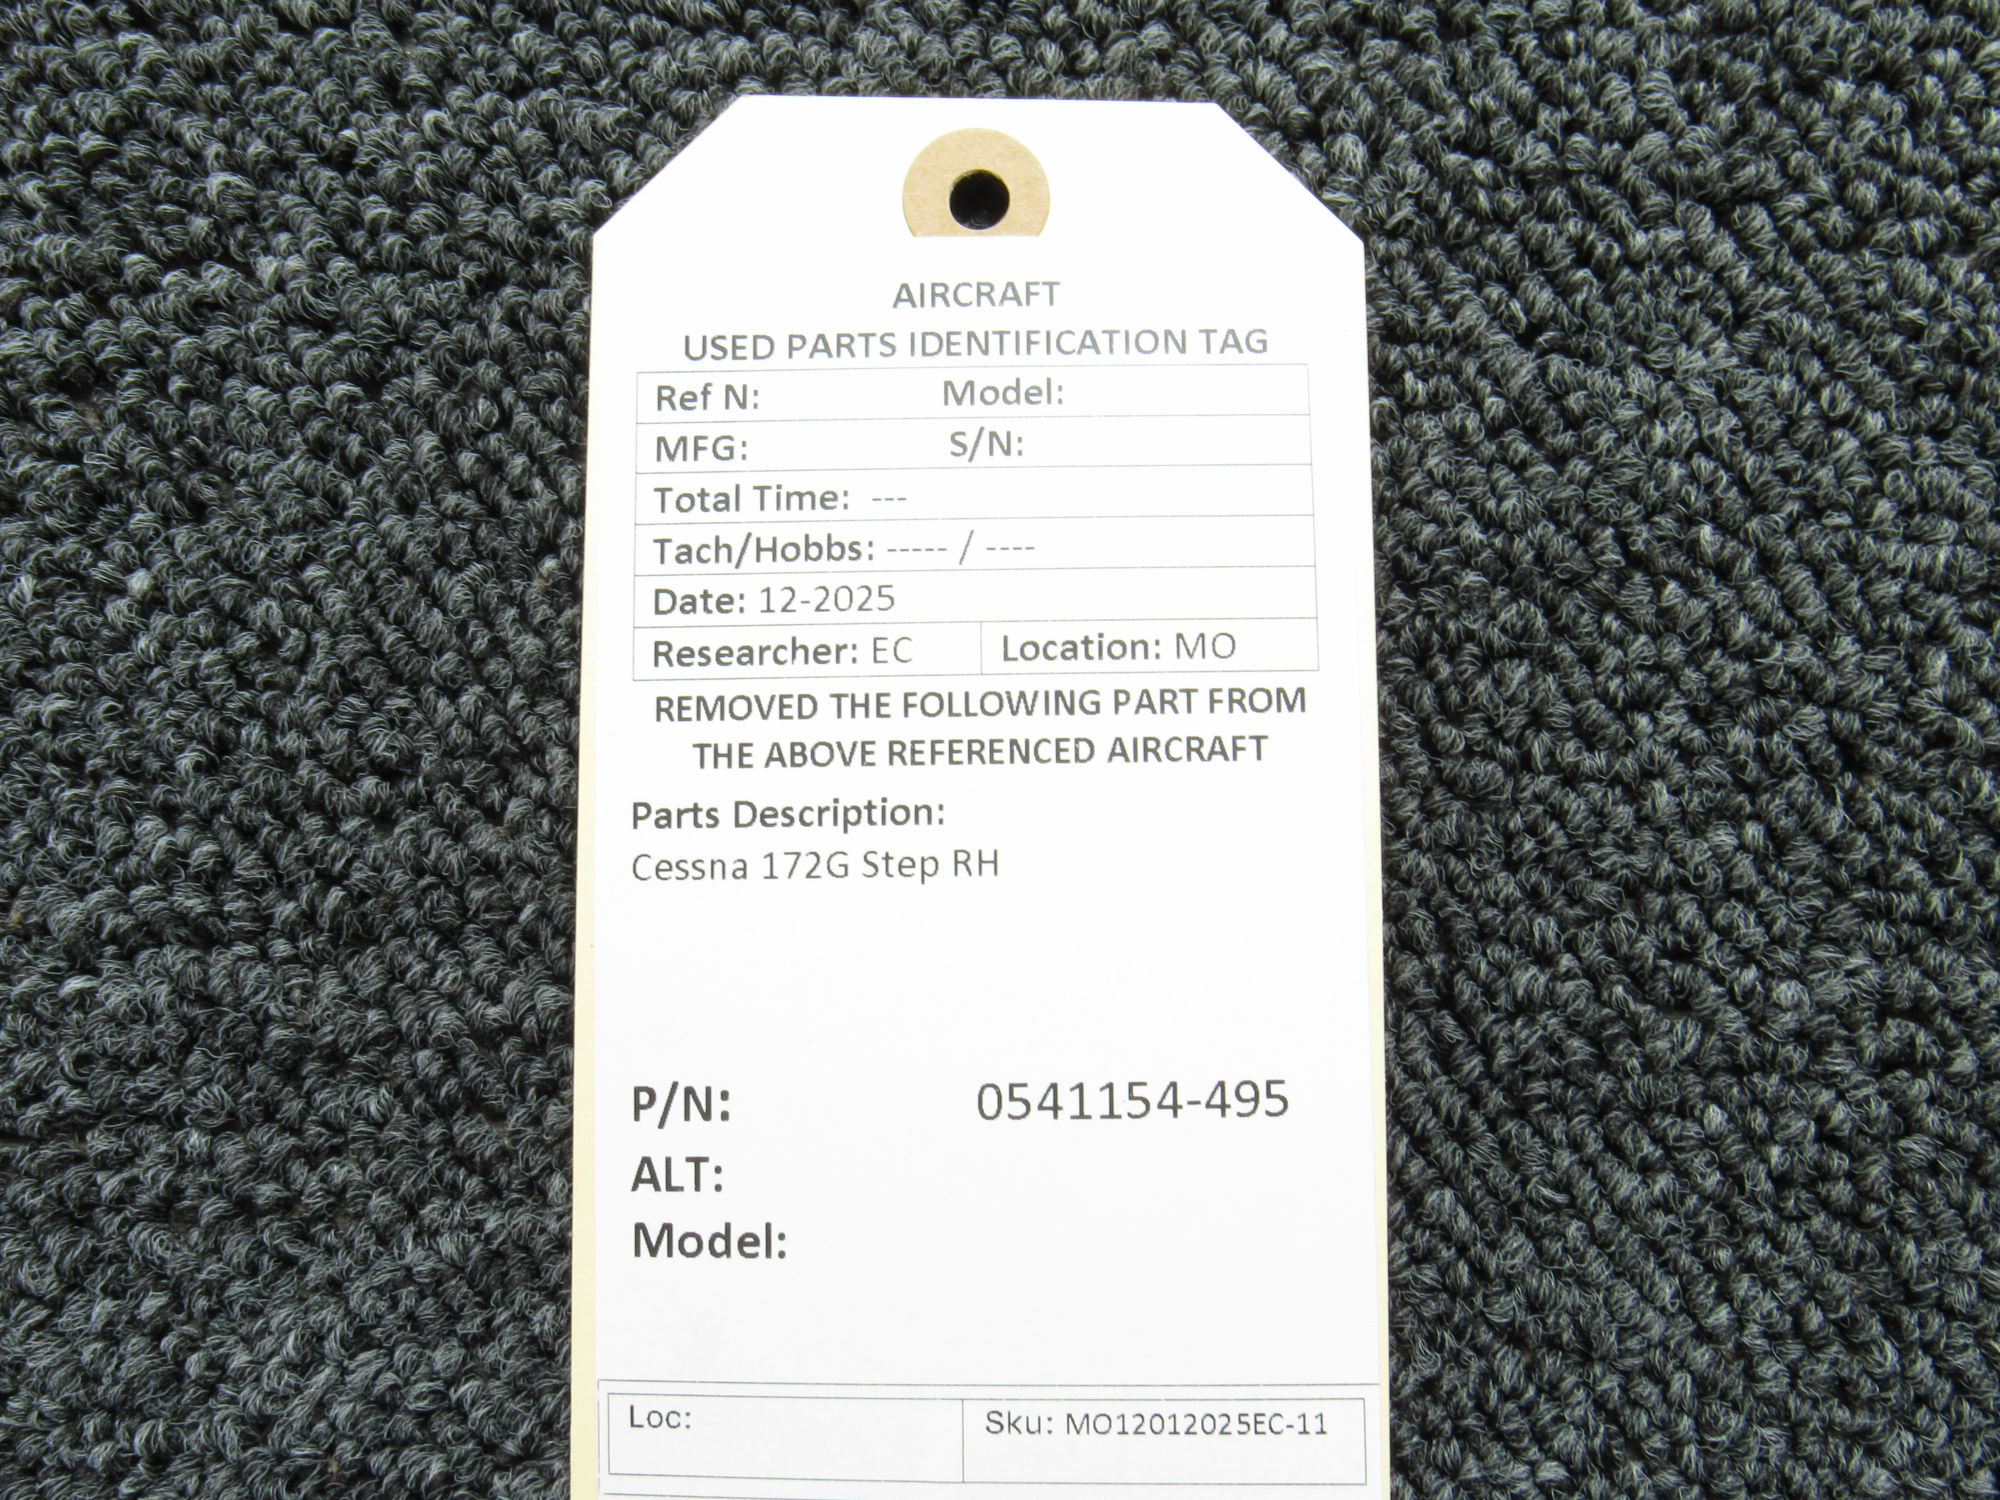 AIRCRAFT
USED PARTS IDENTIFICATION TAG
Ref N: Model:
MFG: S/N:
Total Time: ---
Tach/Hobbs: ----- / ----
Date: 12-2025
Researcher: EC Location: MO
REMOVED THE FOLLOWING PART FROM
THE ABOVE REFERENCED AIRCRAFT
Parts Description:
Cessna 172G Step RH
P/N: 0541154-495
ALT:
Model:
Loc: Sku: MO12012025EC-11